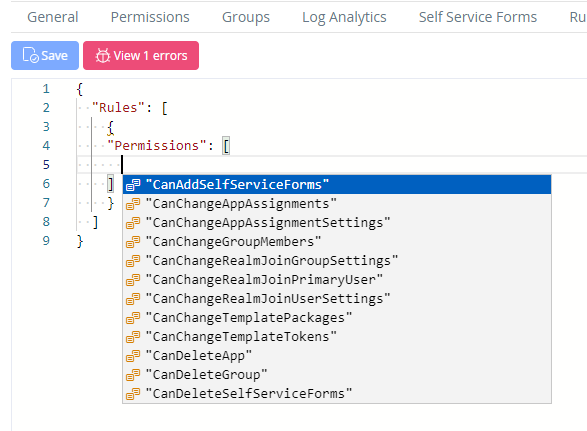 General Permissions Groups Log Analytics Self Service Forms Ru
Save View 1 errors
1 {
2 "Rules": [
3 {
4 "Permissions": [
5
6 ]
7 }
8 ]
9 }
"CanAddSelfServiceForms"
"CanChangeAppAssignments"
"CanChangeAppAssignmentSettings"
"CanChangeGroupMembers"
"CanChangeRealmJoinGroupSettings"
"CanChangeRealmJoinPrimaryUser"
"CanChangeRealmJoinUserSettings"
"CanChangeTemplatePackages"
"CanChangeTemplateTokens"
"CanDeleteApp"
"CanDeleteGroup"
"CanDeleteSelfServiceForms"